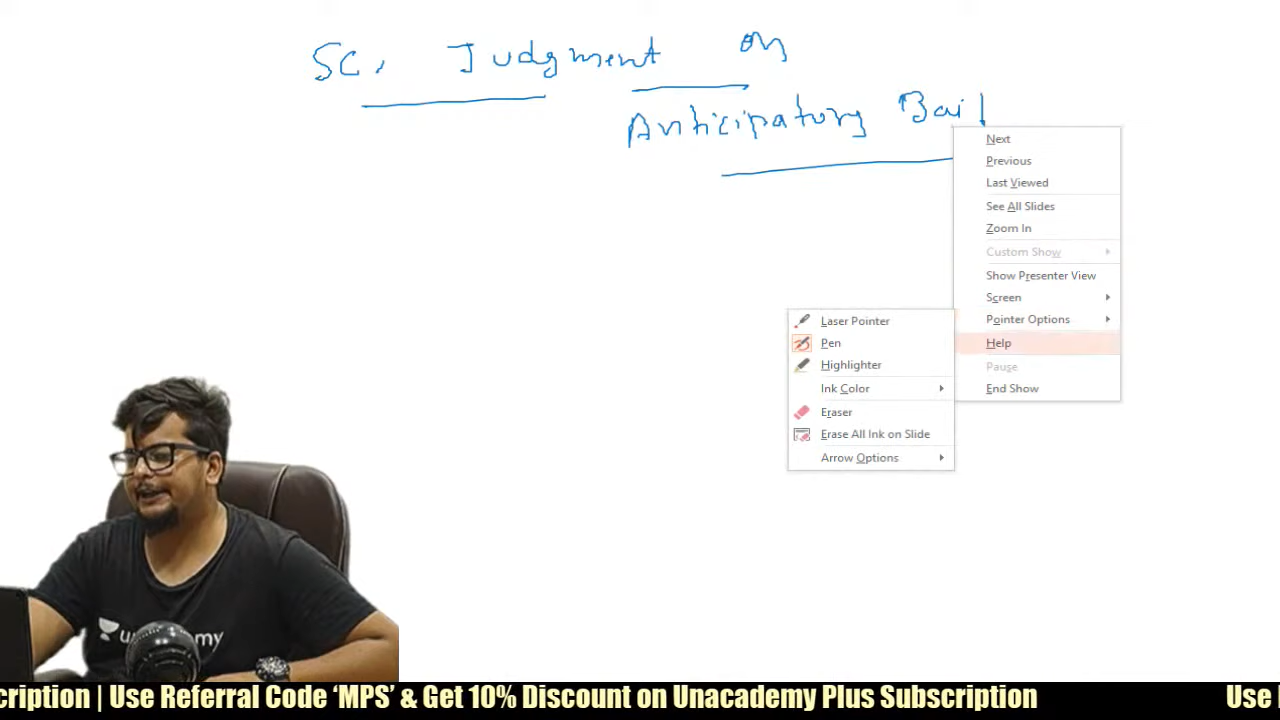 SC. Judgment on
Anticipatory Bail
Next
Previous
Last Viewed
See All Slides
Zoom In
Custom Show
Show Presenter View
Screen
Pointer Options
Help
Pause
End Show
Laser Pointer
Pen
Highlighter
Ink Color
Eraser
Erase All Ink on Slide
Arrow Options
cription | Use Referral Code ‘MPS’ & Get 10% Discount on Unacademy Plus Subscription Use